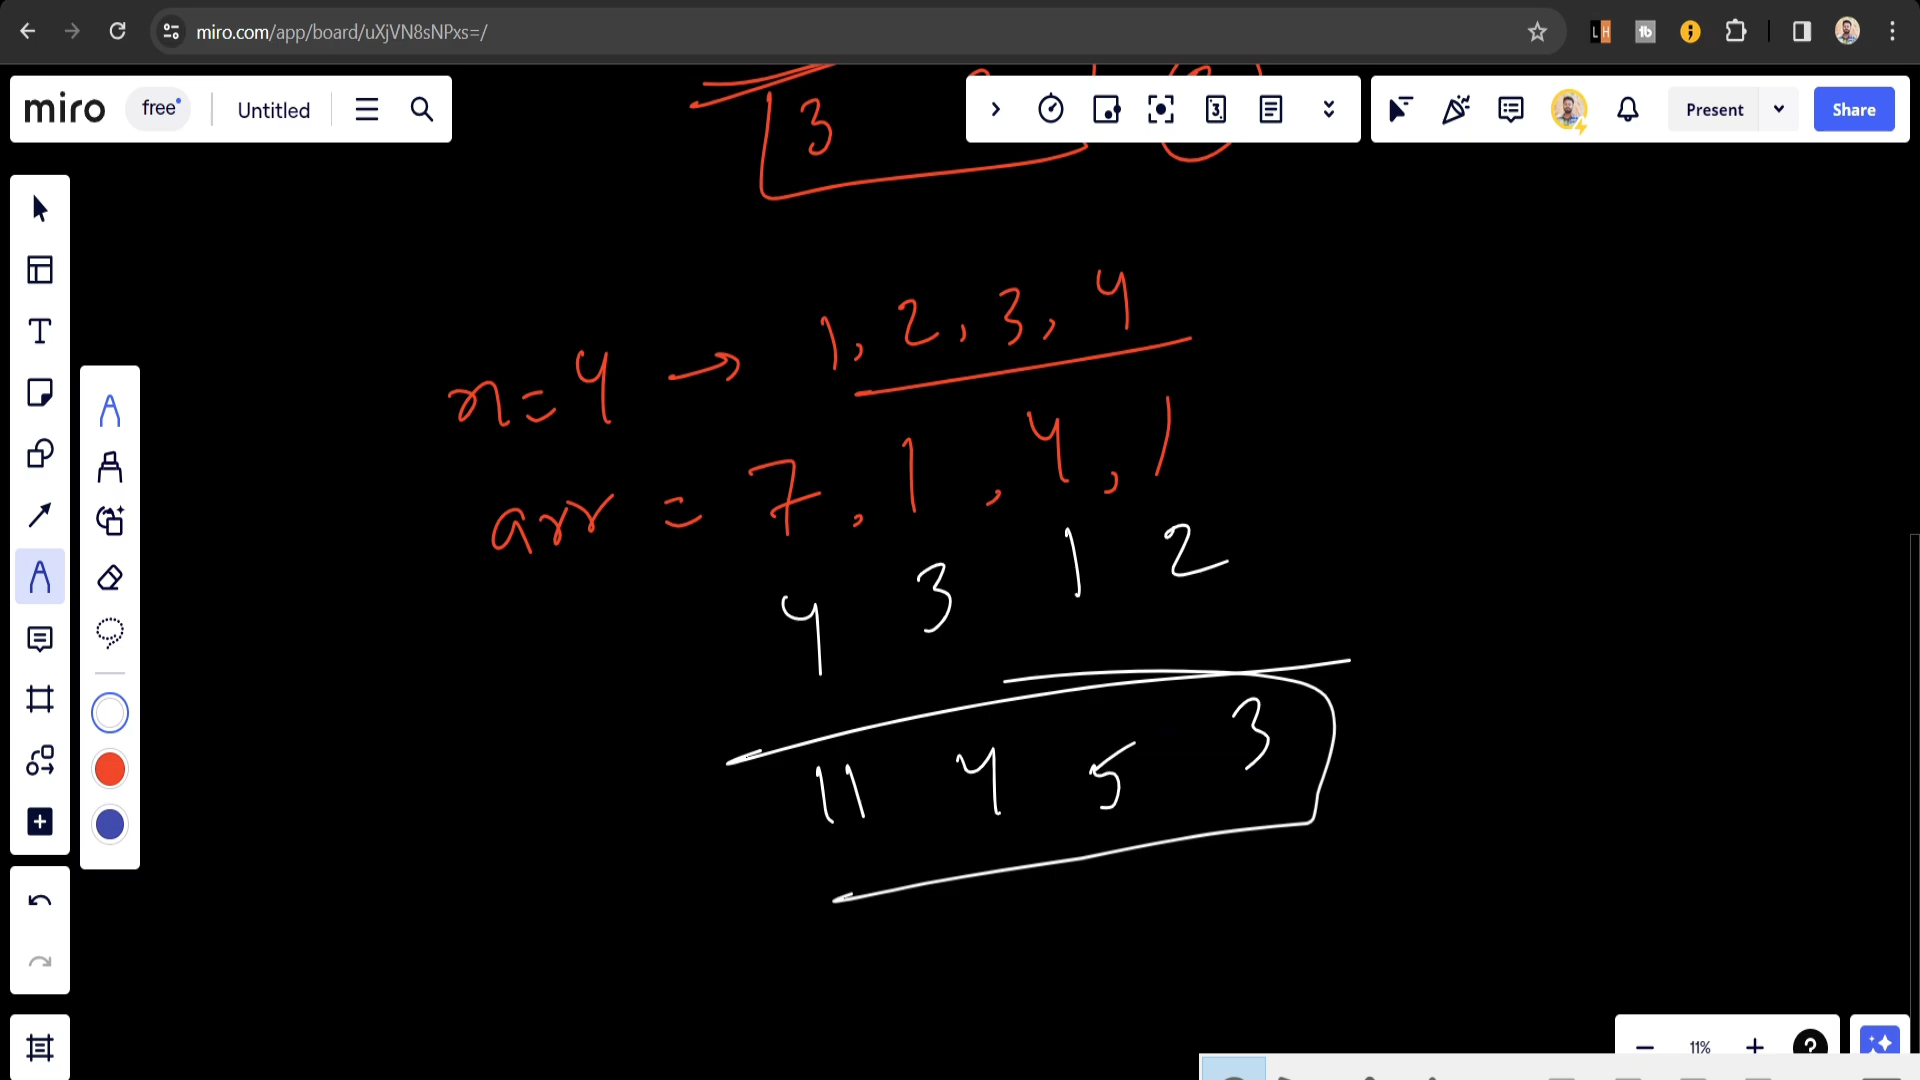 miro.com/app/board/uXjVN8sNPxs=/
miro free Untitled
Present Share
3
n=4 → 1, 2, 3, 4
arr = 7, 1, 4, 1
4 3 1 2
11 4 5 3
11%